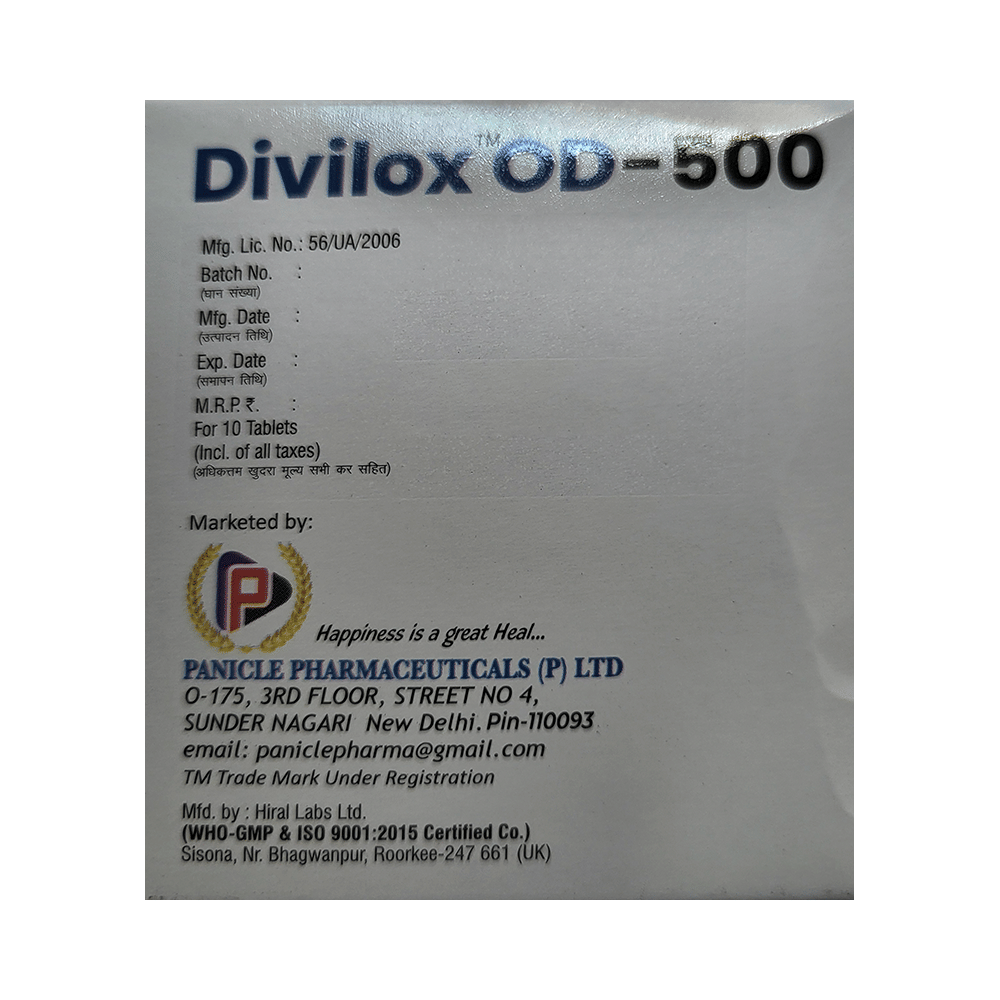 Divilox™ OD-500
Mfg. Lic. No.: 56/UA/2006
Batch No. :
(घान संख्या)
Mfg. Date :
(उत्पादन तिथि)
Exp. Date :
(समापन तिथि)
M.R.P. ₹. :
For 10 Tablets
(Incl. of all taxes)
(अधिकत्तम खुदरा मूल्य सभी कर सहित)
Marketed by:
P
Happiness is a great Heal...
PANICLE PHARMACEUTICALS (P) LTD
O-175, 3RD FLOOR, STREET NO 4,
SUNDER NAGARI New Delhi. Pin-110093
email: paniclepharma@gmail.com
TM Trade Mark Under Registration
Mfd. by : Hiral Labs Ltd.
(WHO-GMP & ISO 9001:2015 Certified Co.)
Sisona, Nr. Bhagwanpur, Roorkee-247 661 (UK)